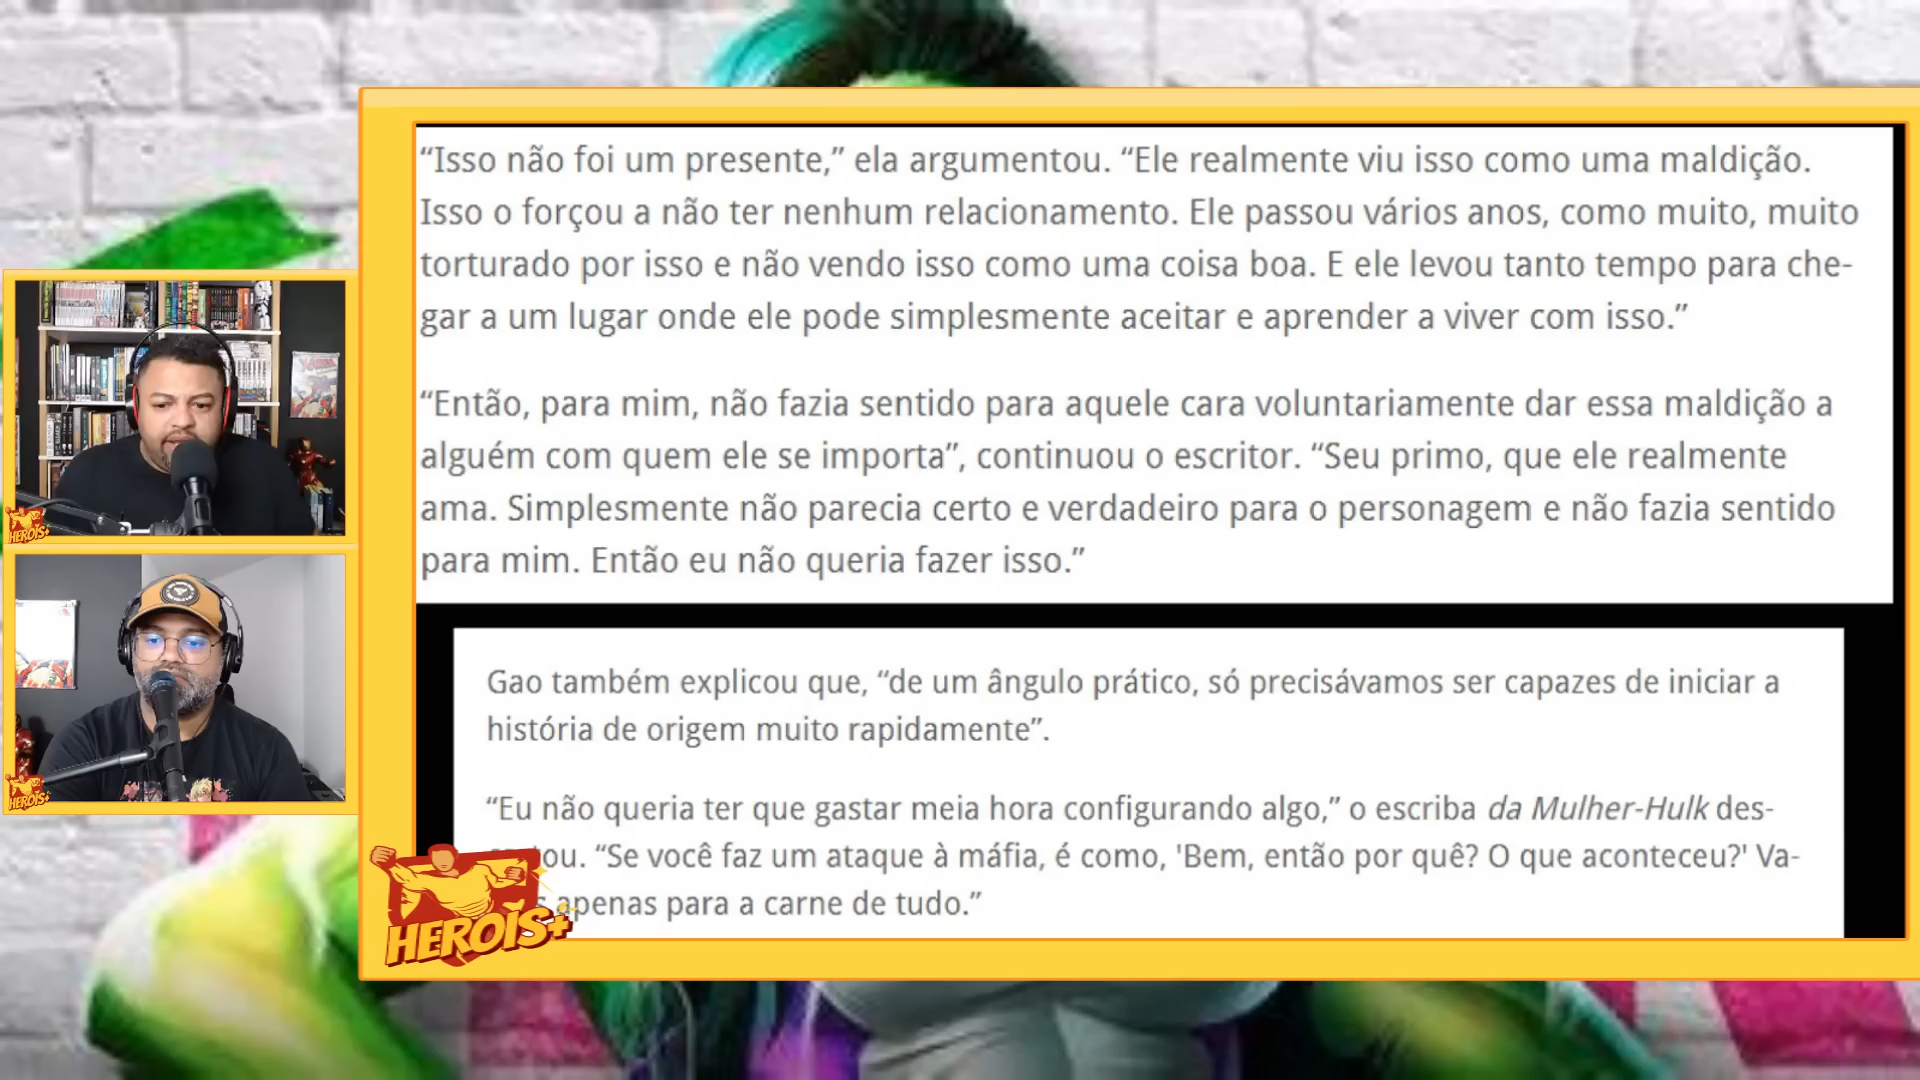 “Isso não foi um presente,” ela argumentou. “Ele realmente viu isso como uma maldição.
Isso o forçou a não ter nenhum relacionamento. Ele passou vários anos, como muito, muito
torturado por isso e não vendo isso como uma coisa boa. E ele levou tanto tempo para che-
gar a um lugar onde ele pode simplesmente aceitar e aprender a viver com isso.”
“Então, para mim, não fazia sentido para aquele cara voluntariamente dar essa maldição a
alguém com quem ele se importa”, continuou o escritor. “Seu primo, que ele realmente
ama. Simplesmente não parecia certo e verdadeiro para o personagem e não fazia sentido
para mim. Então eu não queria fazer isso.”
Gao também explicou que, “de um ângulo prático, só precisávamos ser capazes de iniciar a
história de origem muito rapidamente”.
“Eu não queria ter que gastar meia hora configurando algo,” o escriba da Mulher-Hulk des-
tou. “Se você faz um ataque à máfia, é como, 'Bem, então por quê? O que aconteceu?' Va-
apenas para a carne de tudo.”
HEROIS+
HEROIS+
HEROIS+